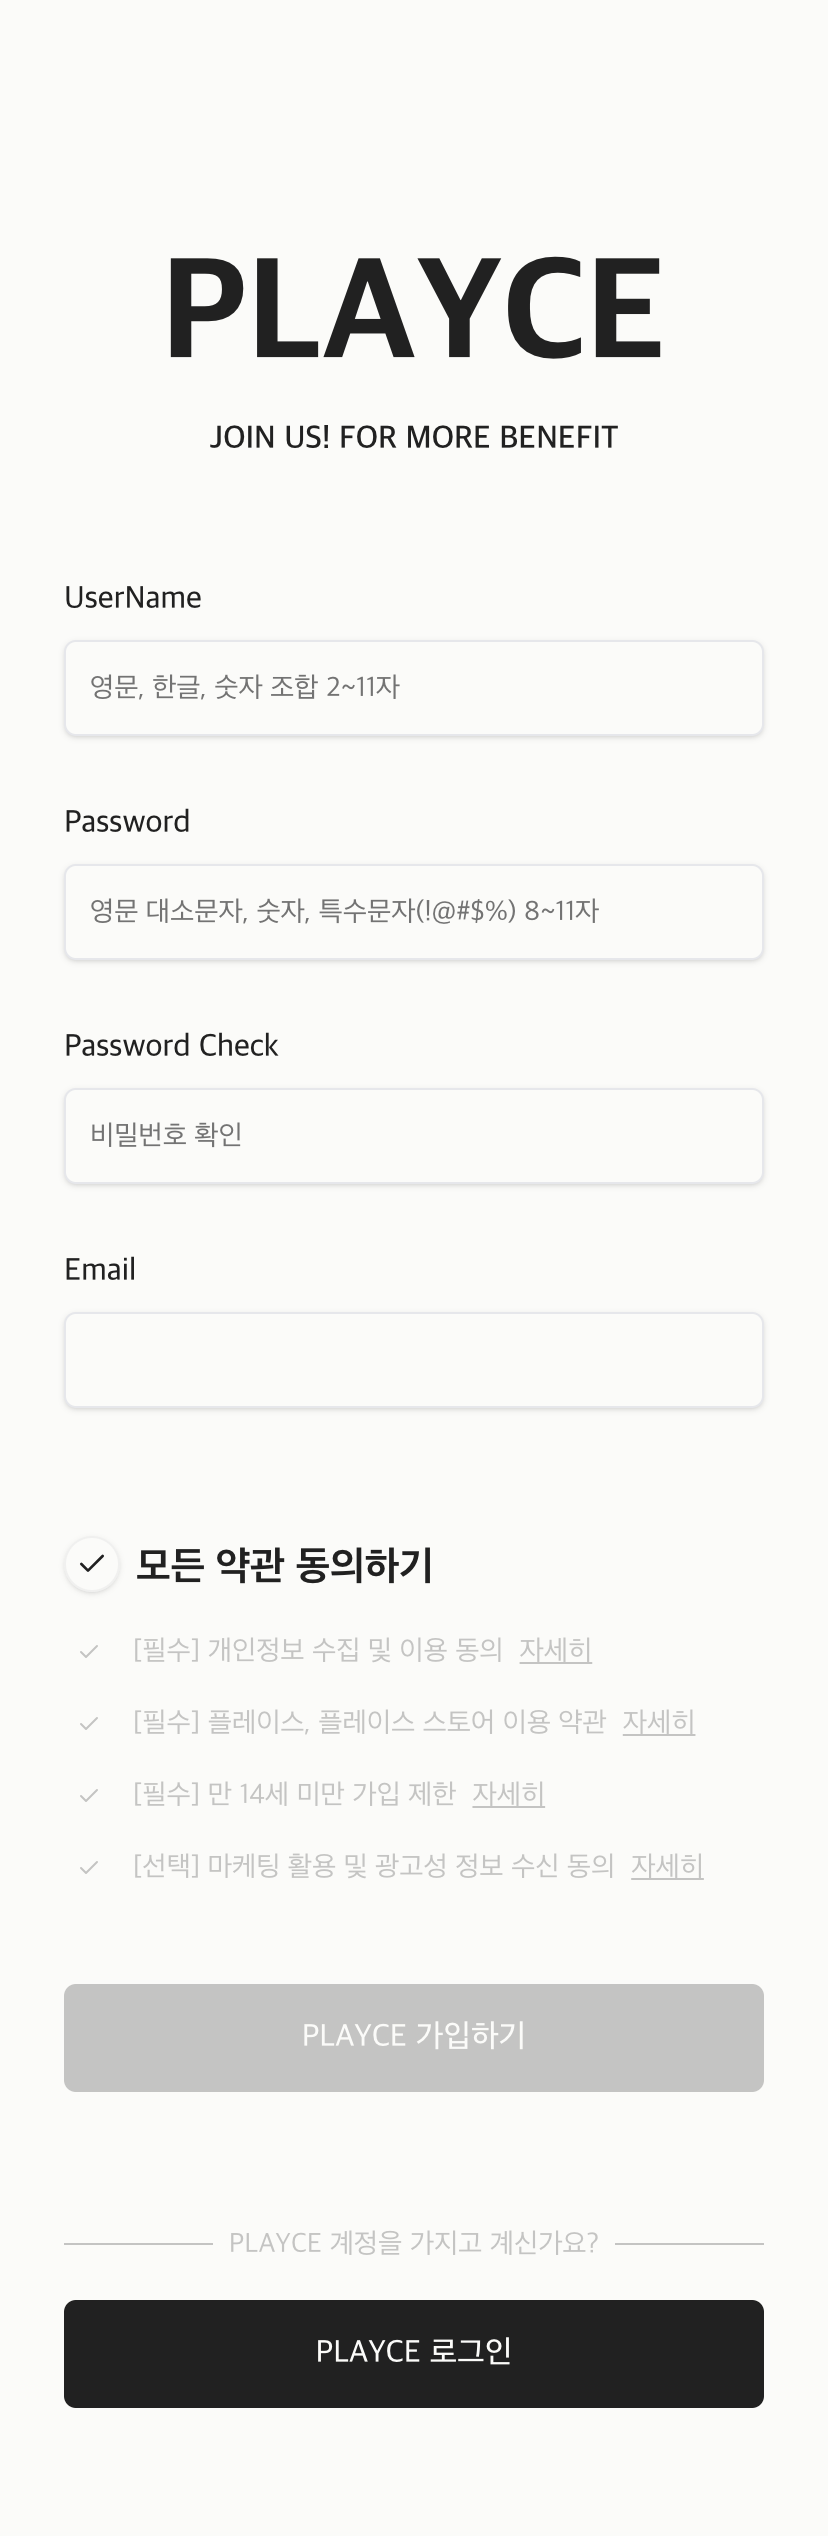 PLAYCE
JOIN US! FOR MORE BENEFIT
UserName
영문, 한글, 숫자 조합 2~11자
Password
영문 대소문자, 숫자, 특수문자(!@#$%) 8~11자
Password Check
비밀번호 확인
Email
모든 약관 동의하기
[필수] 개인정보 수집 및 이용 동의 자세히
[필수] 플레이스, 플레이스 스토어 이용 약관 자세히
[필수] 만 14세 미만 가입 제한 자세히
[선택] 마케팅 활용 및 광고성 정보 수신 동의 자세히
PLAYCE 가입하기
PLAYCE 계정을 가지고 계신가요?
PLAYCE 로그인